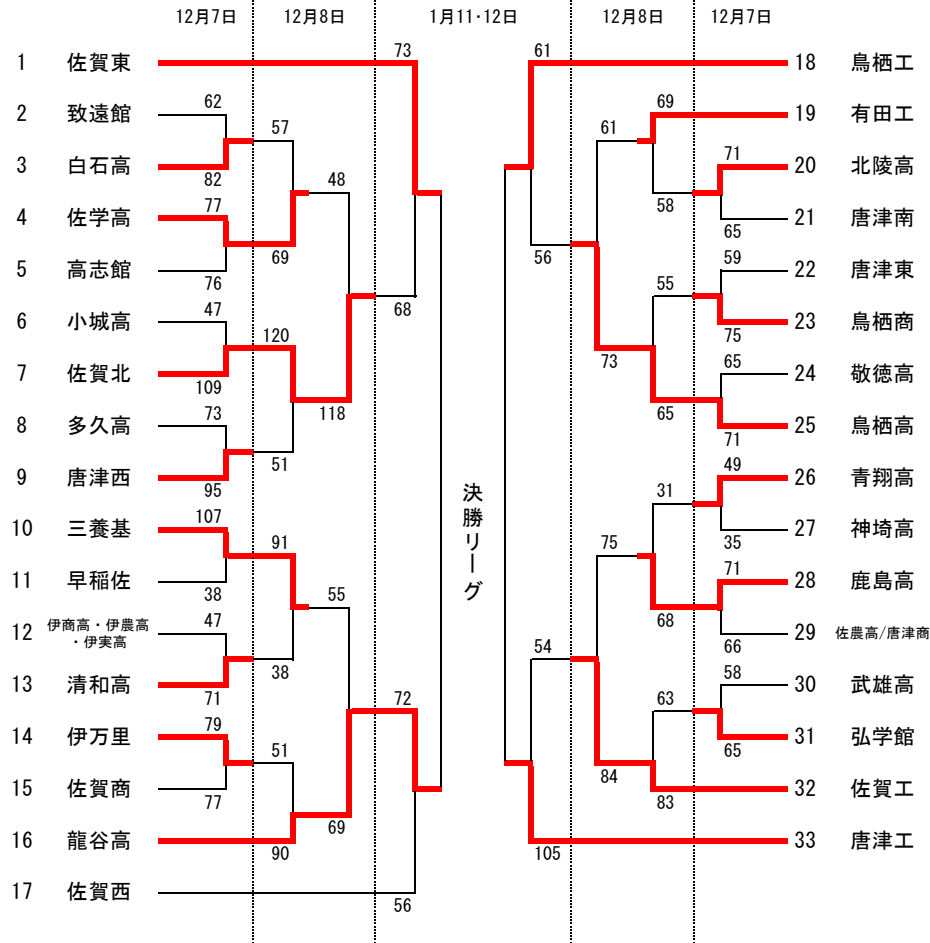 12月7日 12月8日 1月11・12日 12月8日 12月7日
73 61
1 佐賀東 18 鳥栖工
62 69
2 致遠館 57 61 19 有田工
71
3 白石高 20 北陵高
82 48
77 58
4 佐学高 21 唐津南
69 56 65
59
5 高志館 22 唐津東
76 55
47 68
6 小城高 120 23 鳥栖商
75
73 65
7 佐賀北 24 敬徳高
109
73 118 65
8 多久高 25 鳥栖高
51 71
49
9 唐津西 26 青翔高
95 31
107 決勝リーグ
10 三養基 91 75 27 神埼高
35
71
11 早稲佐 28 鹿島高
38 55
47 68
12 伊商高・伊農高
・伊実高
29 佐農高/唐津商
38 54 66
58
13 清和高 30 武雄高
71 72 63
79
14 伊万里 51 31 弘学館
65
84
15 佐賀商 32 佐賀工
77 69 83
16 龍谷高 33 唐津工
90 105
17 佐賀西
56